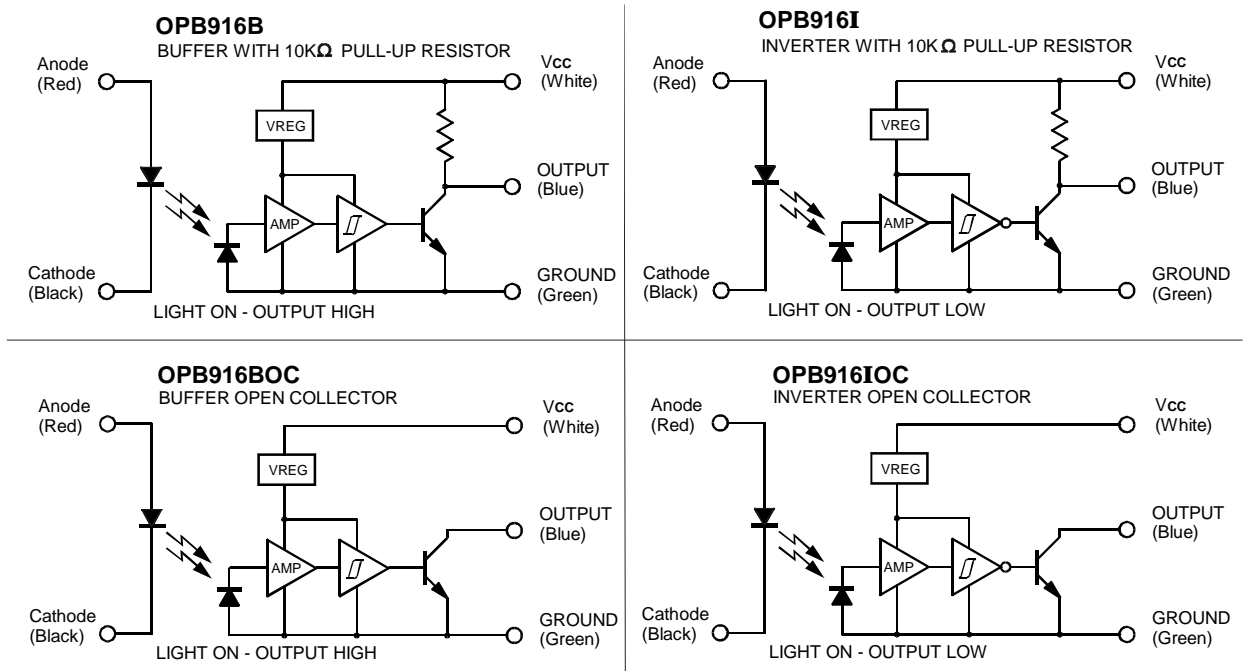 OPB916B
BUFFER WITH 10KΩ PULL-UP RESISTOR
Anode
(Red)
Vcc
(White)
VREG
OUTPUT
(Blue)
AMP
Cathode
(Black)
GROUND
(Green)
LIGHT ON - OUTPUT HIGH
OPB916I
INVERTER WITH 10KΩ PULL-UP RESISTOR
Anode
(Red)
Vcc
(White)
VREG
OUTPUT
(Blue)
AMP
Cathode
(Black)
GROUND
(Green)
LIGHT ON - OUTPUT LOW
OPB916BOC
BUFFER OPEN COLLECTOR
Anode
(Red)
Vcc
(White)
VREG
OUTPUT
(Blue)
AMP
Cathode
(Black)
GROUND
(Green)
LIGHT ON - OUTPUT HIGH
OPB916IOC
INVERTER OPEN COLLECTOR
Anode
(Red)
Vcc
(White)
VREG
OUTPUT
(Blue)
AMP
Cathode
(Black)
GROUND
(Green)
LIGHT ON - OUTPUT LOW